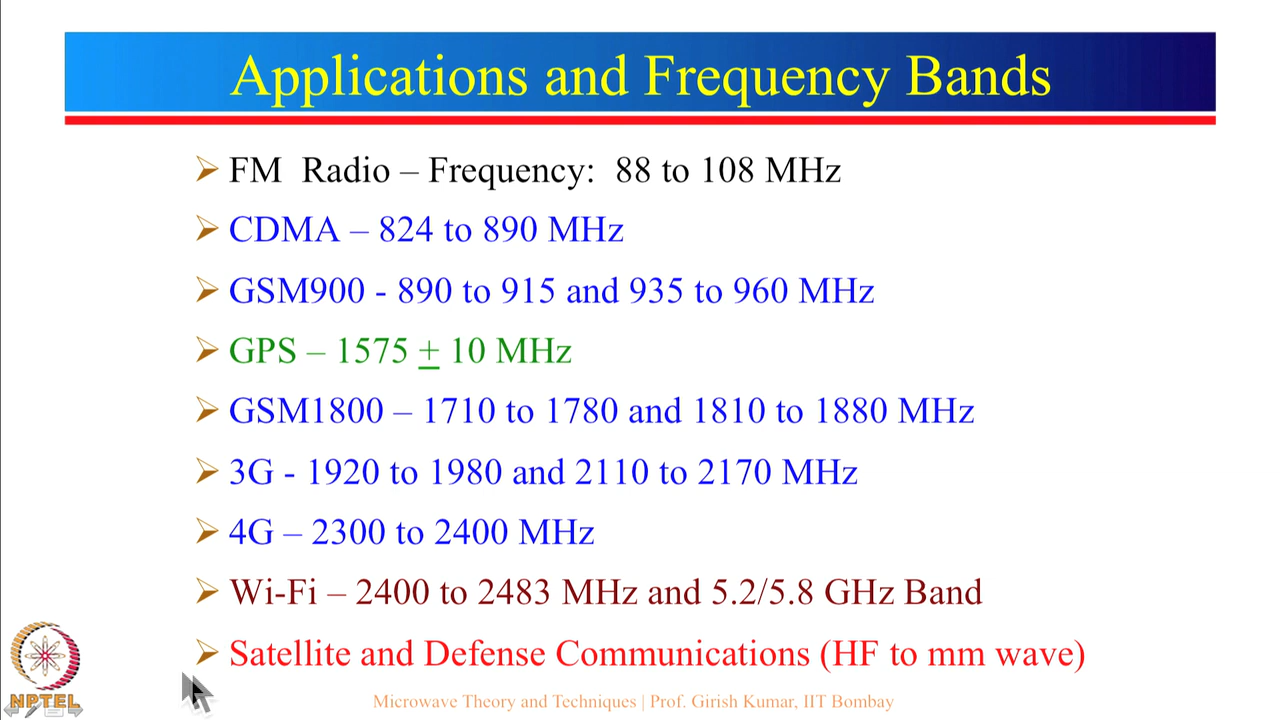 Applications and Frequency Bands
➢ FM Radio – Frequency: 88 to 108 MHz
➢ CDMA – 824 to 890 MHz
➢ GSM900 - 890 to 915 and 935 to 960 MHz
➢ GPS – 1575 ± 10 MHz
➢ GSM1800 – 1710 to 1780 and 1810 to 1880 MHz
➢ 3G - 1920 to 1980 and 2110 to 2170 MHz
➢ 4G – 2300 to 2400 MHz
➢ Wi-Fi – 2400 to 2483 MHz and 5.2/5.8 GHz Band
➢ Satellite and Defense Communications (HF to mm wave)
NPTEL
Microwave Theory and Techniques | Prof. Girish Kumar, IIT Bombay